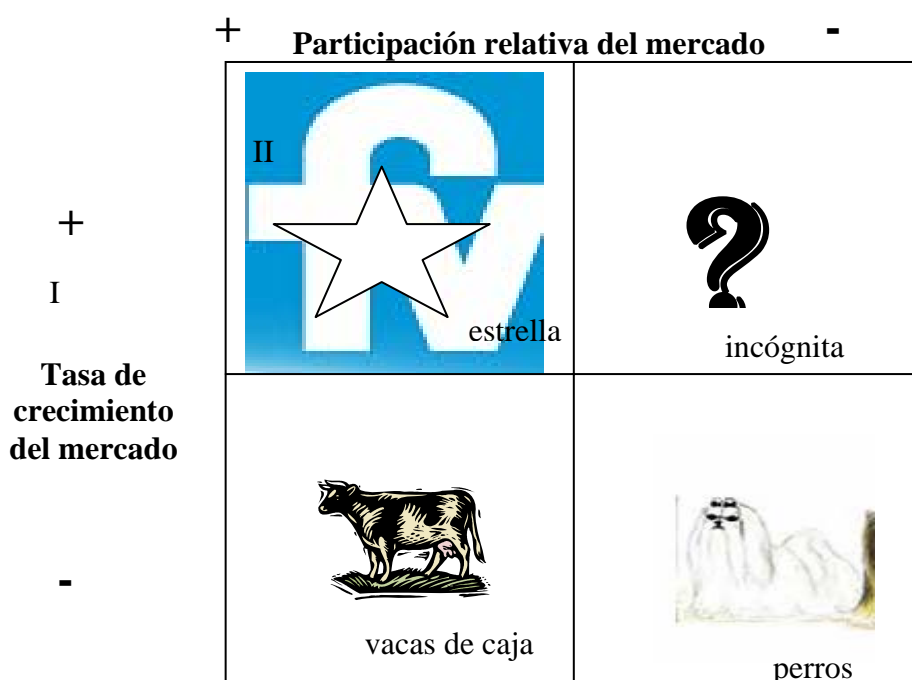 + Participación relativa del mercado -
II
+
I
estrella
incógnita
Tasa de
crecimiento
del mercado
-
vacas de caja
perros